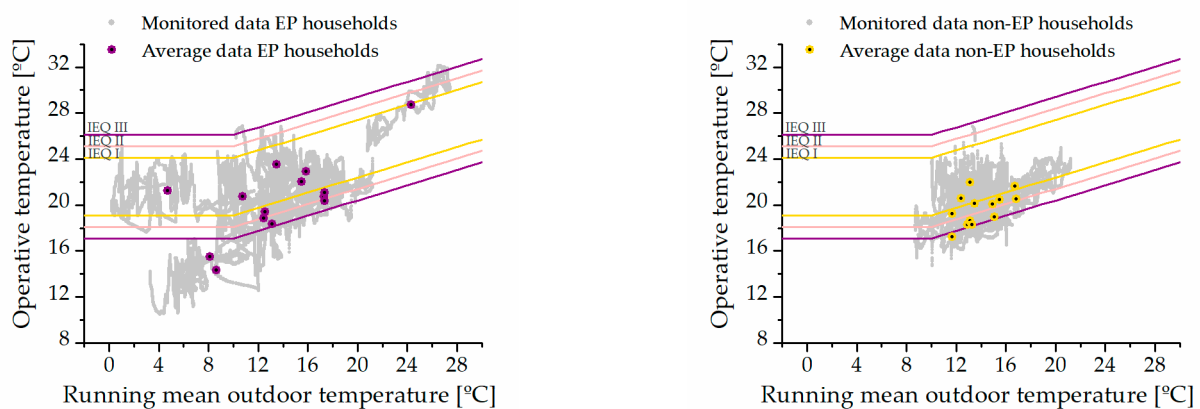 Monitored data EP households
Average data EP households
Operative temperature [ºC]
32
28
24
20
16
12
8
IEQ III
IEQ II
IEQ I
0 4 8 12 16 20 24 28
Running mean outdoor temperature [ºC]
Monitored data non-EP households
Average data non-EP households
Operative temperature [ºC]
32
28
24
20
16
12
8
IEQ III
IEQ II
IEQ I
0 4 8 12 16 20 24 28
Running mean outdoor temperature [ºC]